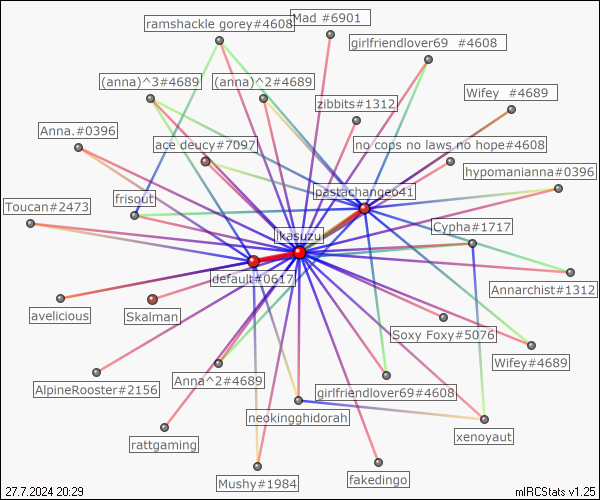 Mad #6901
ramshackle gorey#4608
girlfriendlover69 #4608
(anna)^3#4689
(anna)^2#4689
Wifey #4689
zibbits#1312
Anna.#0396
ace deucy#7097
no cops no laws no hope#4608
hypomanianna#0396
pastachangeo41
frisout
Toucan#2473
Cypha#1717
ikasuzu
default#0617
Annarchist#1312
avelicious
Skalman
Soxy Foxy#5076
Wifey#4689
AlpineRooster#2156
Anna^2#4689
girlfriendlover69#4608
neokingghidorah
xenoyaut
rattgaming
fakedingo
Mushy#1984
27.7.2024 20:29
mIRCStats v1.25